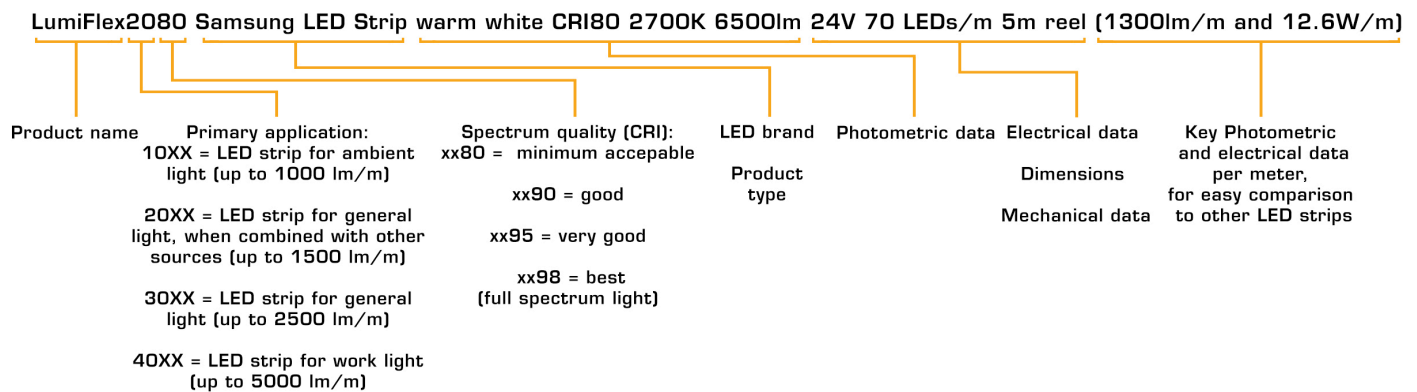 LumiFlex2080 Samsung LED Strip warm white CRI80 2700K 6500lm 24V 70 LEDs/m 5m reel (1300lm/m and 12.6W/m)
Product name
Primary application:
10XX = LED strip for ambient
light (up to 1000 lm/m)
20XX = LED strip for general
light, when combined with other
sources (up to 1500 lm/m)
30XX = LED strip for general
light (up to 2500 lm/m)
40XX = LED strip for work light
(up to 5000 lm/m)
Spectrum quality (CRI):
xx80 = minimum accepable
xx90 = good
xx95 = very good
xx98 = best
(full spectrum light)
LED brand
Product
type
Photometric data
Electrical data
Dimensions
Mechanical data
Key Photometric
and electrical data
per meter,
for easy comparison
to other LED strips